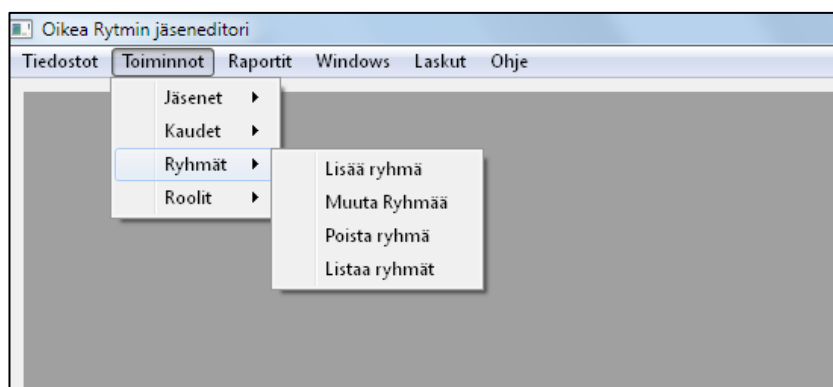 Oikea Rytmin jäseneditori
Tiedostot Toiminnot Raportit Windows Laskut Ohje
Jäsenet
Kaudet
Ryhmät
Roolit
Lisää ryhmä
Muuta Ryhmää
Poista ryhmä
Listaa ryhmät